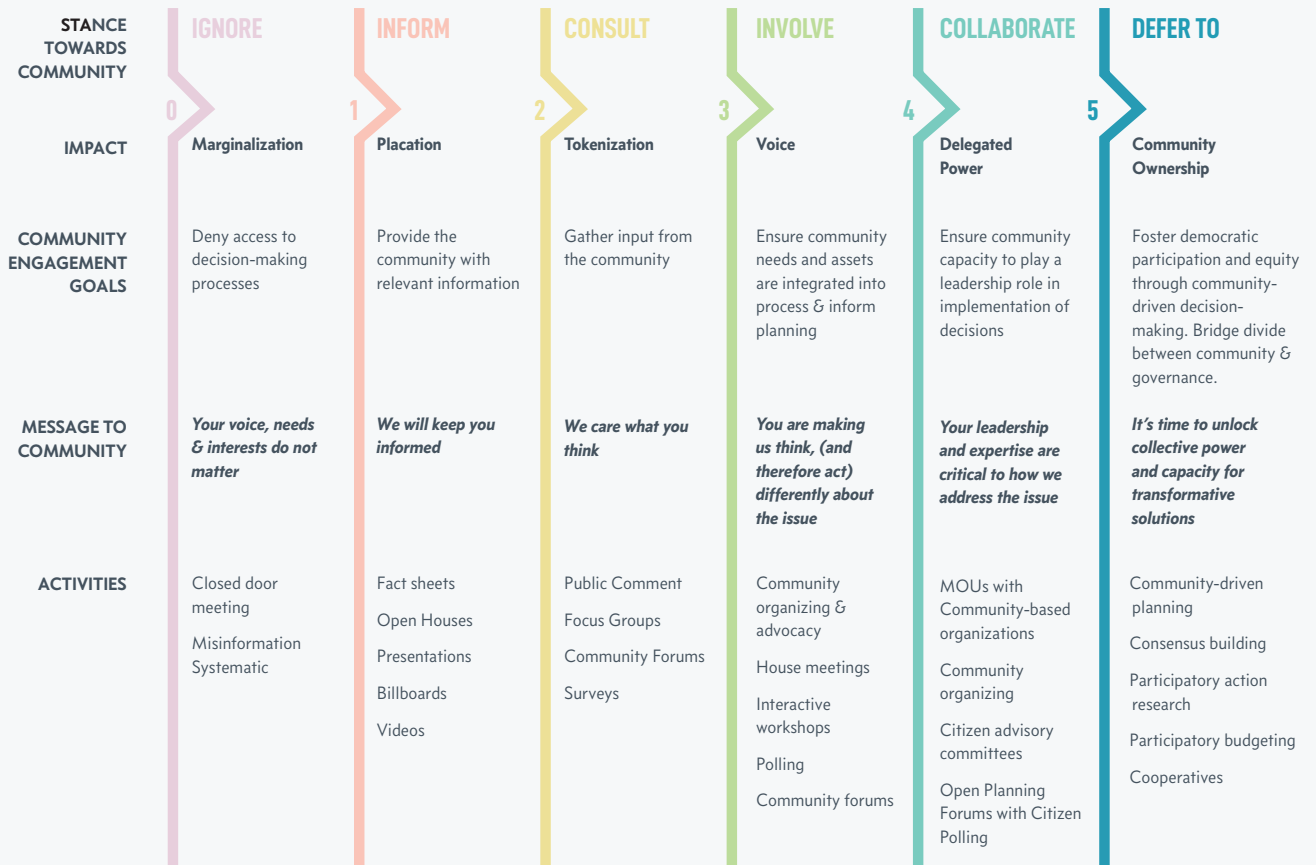 STANCE
TOWARDS
COMMUNITY
IGNORE
INFORM
CONSULT
INVOLVE
COLLABORATE
DEFER TO
0
1
2
3
4
5
IMPACT
Marginalization
Placation
Tokenization
Voice
Delegated
Power
Community
Ownership
COMMUNITY
ENGAGEMENT
GOALS
Deny access to
decision-making
processes
Provide the
community with
relevant information
Gather input from
the community
Ensure community
needs and assets
are integrated into
process & inform
planning
Ensure community
capacity to play a
leadership role in
implementation of
decisions
Foster democratic
participation and equity
through community-
driven decision-
making. Bridge divide
between community &
governance.
MESSAGE TO
COMMUNITY
Your voice, needs
& interests do not
matter
We will keep you
informed
We care what you
think
You are making
us think, (and
therefore act)
differently about
the issue
Your leadership
and expertise are
critical to how we
address the issue
It's time to unlock
collective power
and capacity for
transformative
solutions
ACTIVITIES
Closed door
meeting
Misinformation
Systematic
Fact sheets
Open Houses
Presentations
Billboards
Videos
Public Comment
Focus Groups
Community Forums
Surveys
Community
organizing &
advocacy
House meetings
Interactive
workshops
Polling
Community forums
MOUs with
Community-based
organizations
Community
organizing
Citizen advisory
committees
Open Planning
Forums with Citizen
Polling
Community-driven
planning
Consensus building
Participatory action
research
Participatory budgeting
Cooperatives